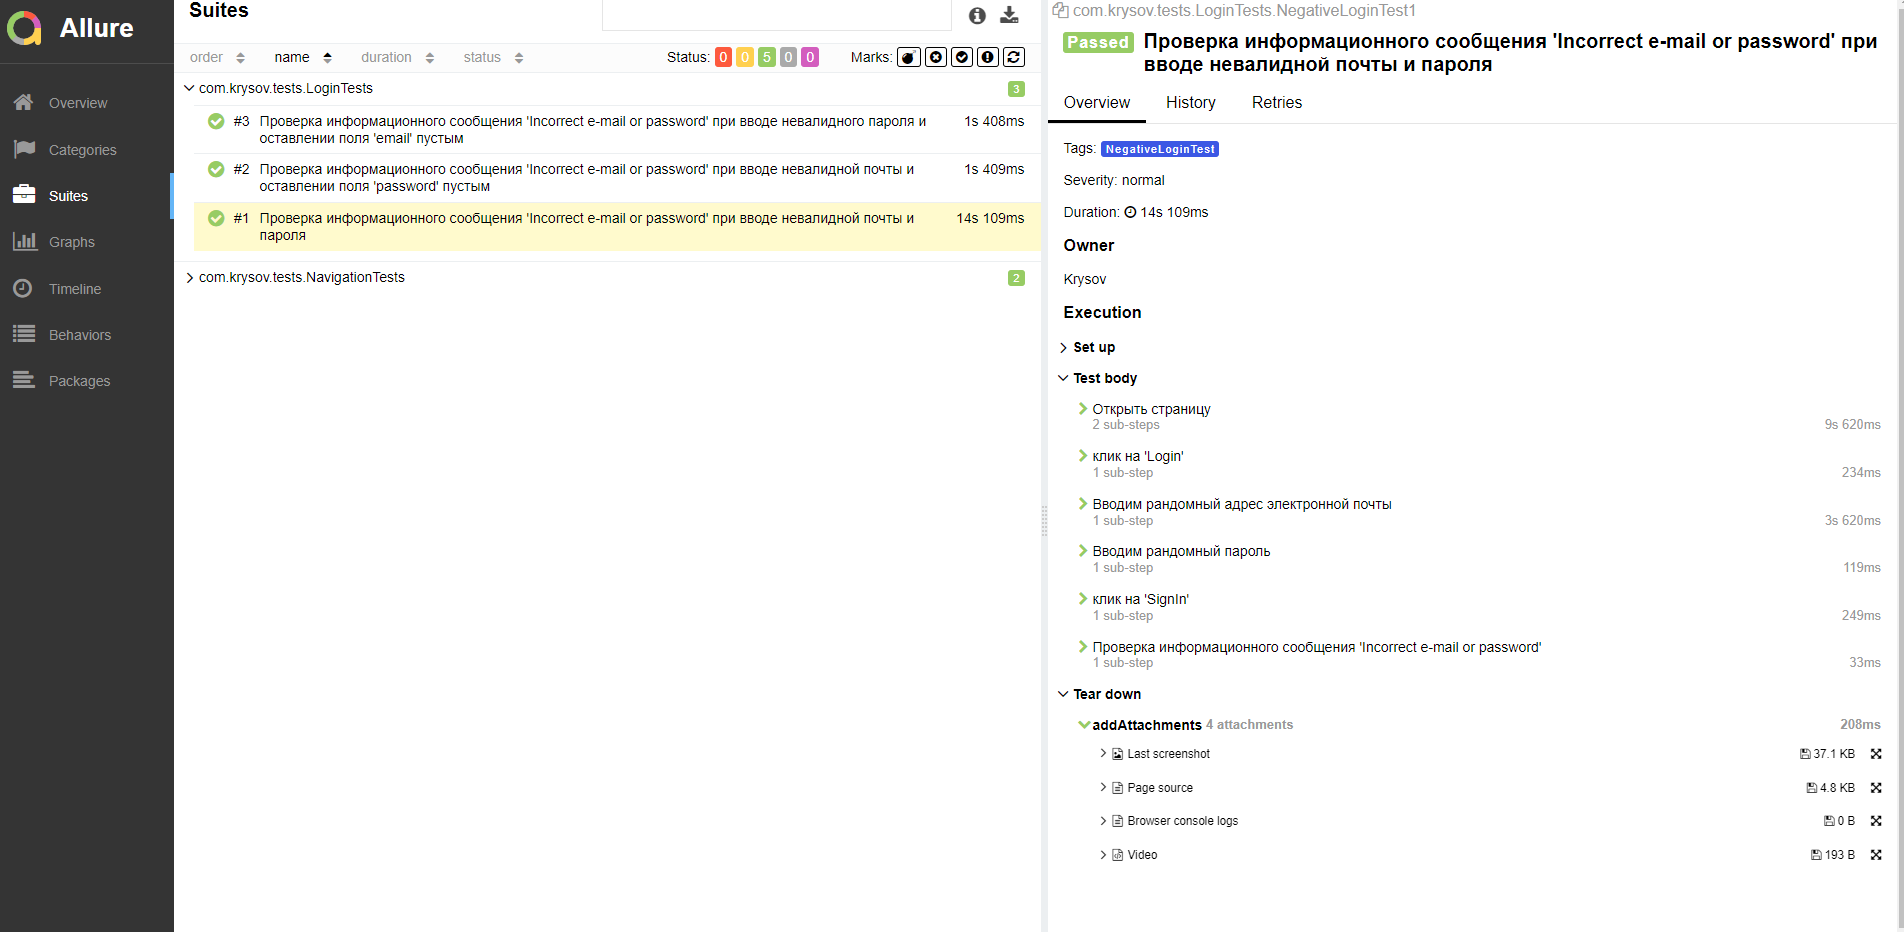 Allure
Overview
Categories
Suites
Graphs
Timeline
Behaviors
Packages
Suites
order name duration status Status: 0 0 5 0 0 Marks:
com.krysov.tests.LoginTests 3
#3 Проверка информационного сообщения 'Incorrect e-mail or password' при вводе невалидного пароля и 1s 408ms
оставлении поля 'email' пустым
#2 Проверка информационного сообщения 'Incorrect e-mail or password' при вводе невалидной почты и 1s 409ms
оставлении поля 'password' пустым
#1 Проверка информационного сообщения 'Incorrect e-mail or password' при вводе невалидной почты и 14s 109ms
пароля
com.krysov.tests.NavigationTests 2
com.krysov.tests.LoginTests.NegativeLoginTest1
Passed Проверка информационного сообщения 'Incorrect e-mail or password' при
вводе невалидной почты и пароля
Overview History Retries
Tags: NegativeLoginTest
Severity: normal
Duration: 14s 109ms
Owner
Krysov
Execution
Set up
Test body
Открыть страницу
2 sub-steps 9s 620ms
клик на 'Login'
1 sub-step 234ms
Вводим рандомный адрес электронной почты
1 sub-step 3s 620ms
Вводим рандомный пароль
1 sub-step 119ms
клик на 'SignIn'
1 sub-step 249ms
Проверка информационного сообщения 'Incorrect e-mail or password'
1 sub-step 33ms
Tear down
addAttachments 4 attachments 208ms
Last screenshot 37.1 KB
Page source 4.8 KB
Browser console logs 0 B
Video 193 B